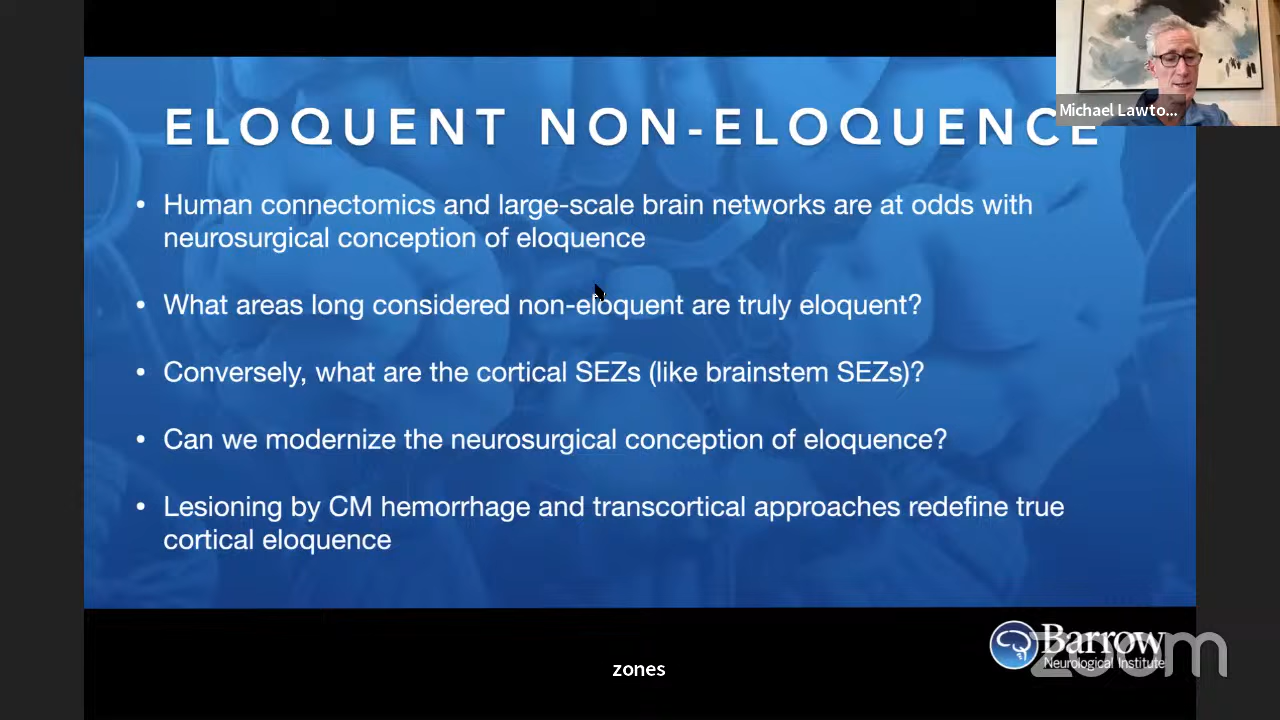 Michael Lawto...
ELOQUENT NON-ELOQUENCE
• Human connectomics and large-scale brain networks are at odds with
neurosurgical conception of eloquence
• What areas long considered non-eloquent are truly eloquent?
• Conversely, what are the cortical SEZs (like brainstem SEZs)?
• Can we modernize the neurosurgical conception of eloquence?
• Lesioning by CM hemorrhage and transcortical approaches redefine true
cortical eloquence
Barrow
Neurological Institute
zoom
zones